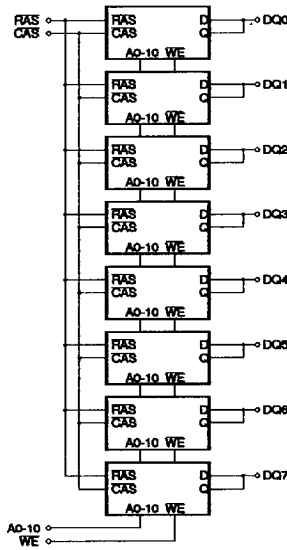 RAS D DQ0
CAS RAS Q
CAS
A0-10 WE
D DQ1
RAS
CAS Q
A0-10 WE
D DQ2
RAS
CAS Q
A0-10 WE
D DQ3
RAS
CAS Q
A0-10 WE
D DQ4
RAS
CAS Q
A0-10 WE
D DQ5
RAS
CAS Q
A0-10 WE
D DQ6
RAS
CAS Q
A0-10 WE
D DQ7
RAS
CAS Q
A0-10 WE
A0-10
WE